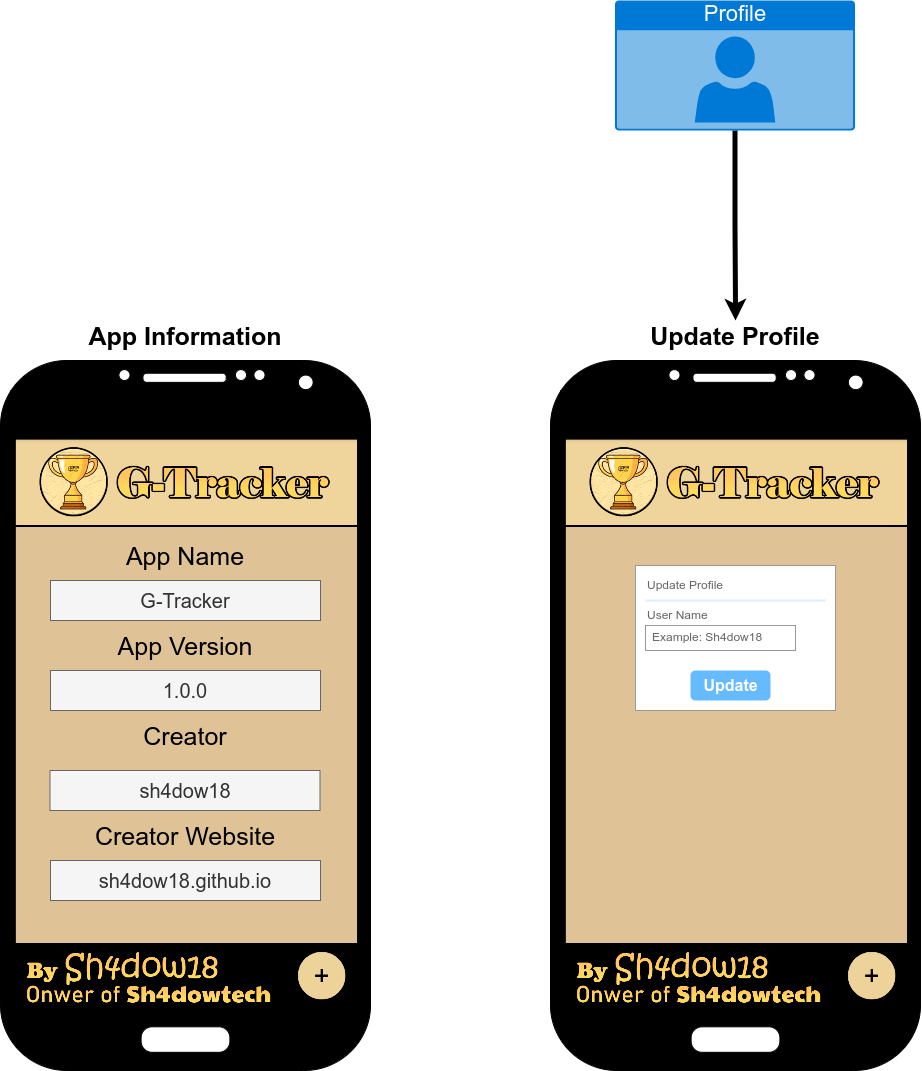 Profile
App Information
Update Profile
GT G-Tracker
App Name
G-Tracker
App Version
1.0.0
Creator
sh4dow18
Creator Website
sh4dow18.github.io
By Sh4dow18
Onwer of Sh4dowtech
+
GT G-Tracker
Update Profile
User Name
Example: Sh4dow18
Update
By Sh4dow18
Onwer of Sh4dowtech
+